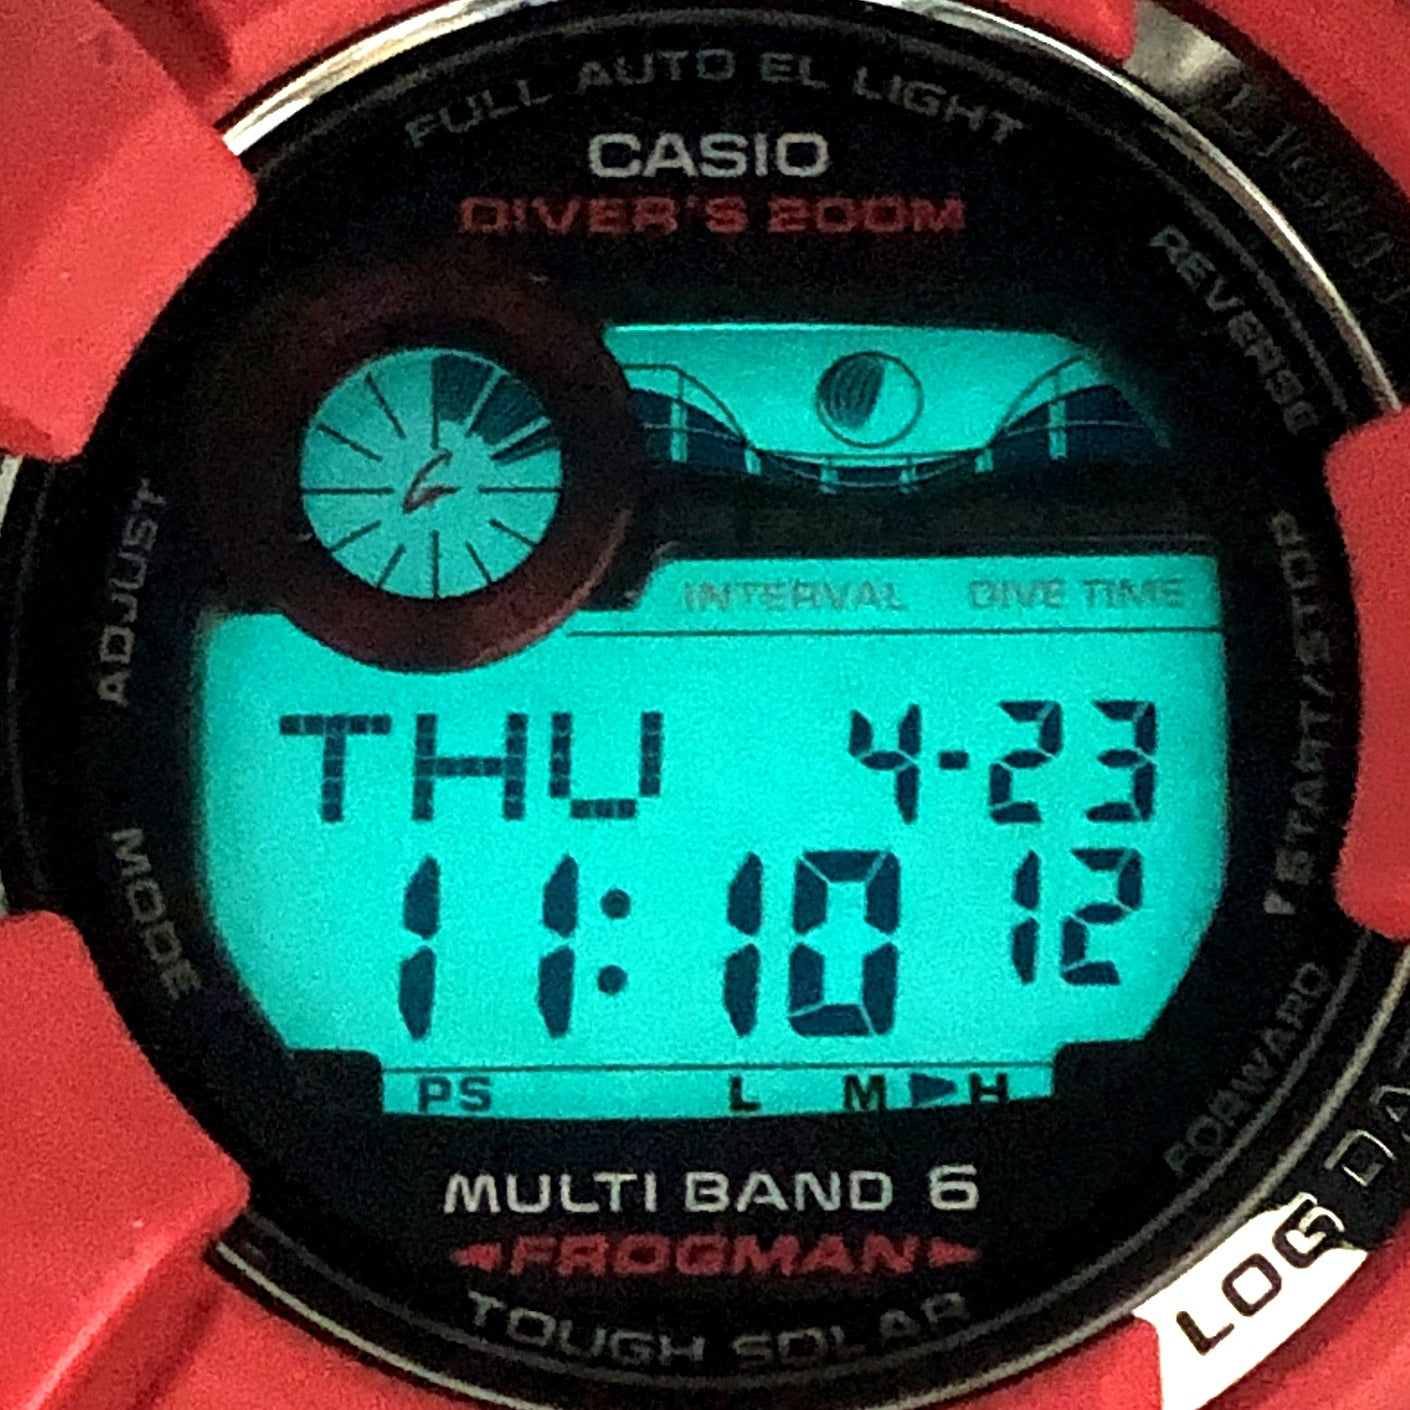 FULL AUTO EL LIGHT
CASIO
DIVER'S 200M
REVERSE
ADJUST
INTERVAL DIVE TIME
START/STOP
THU 4-23
11:10 12
MODE
PS L M H
FORWARD
MULTI BAND 6
FROGMAN
TOUGH SOLAR
LOG